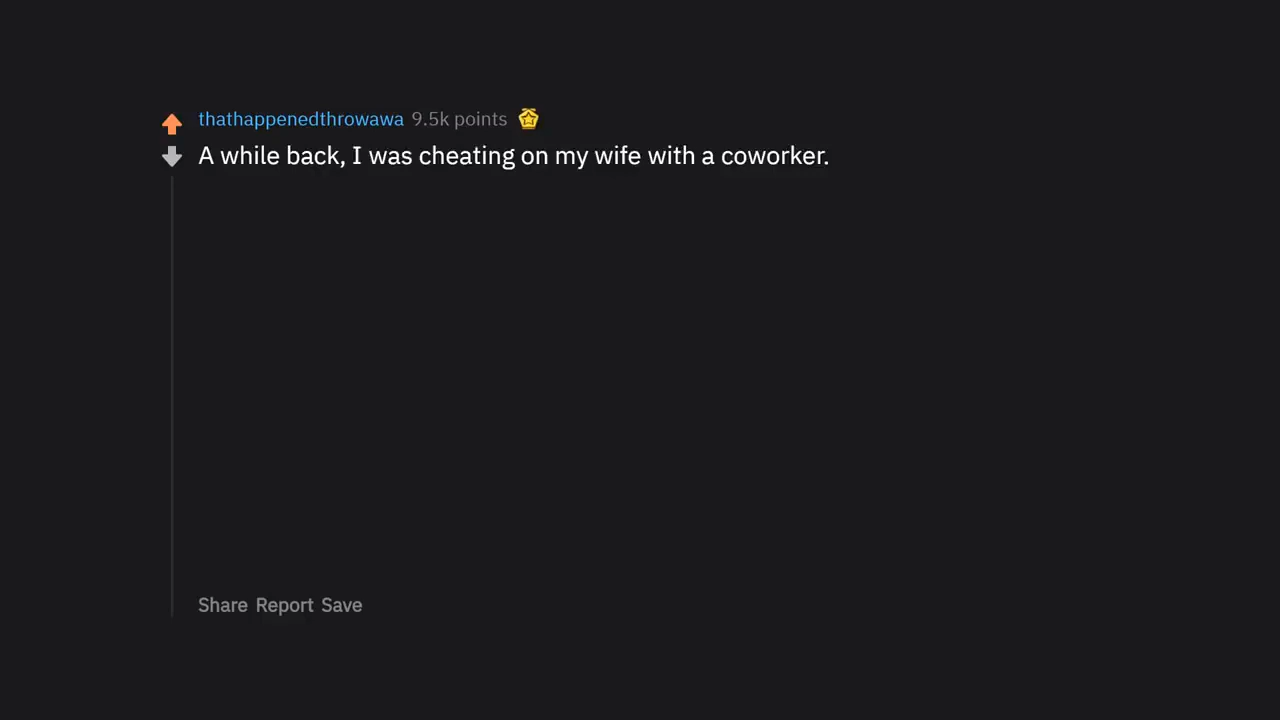 thathappenedthrowawa 9.5k points
A while back, I was cheating on my wife with a coworker.
Share Report Save